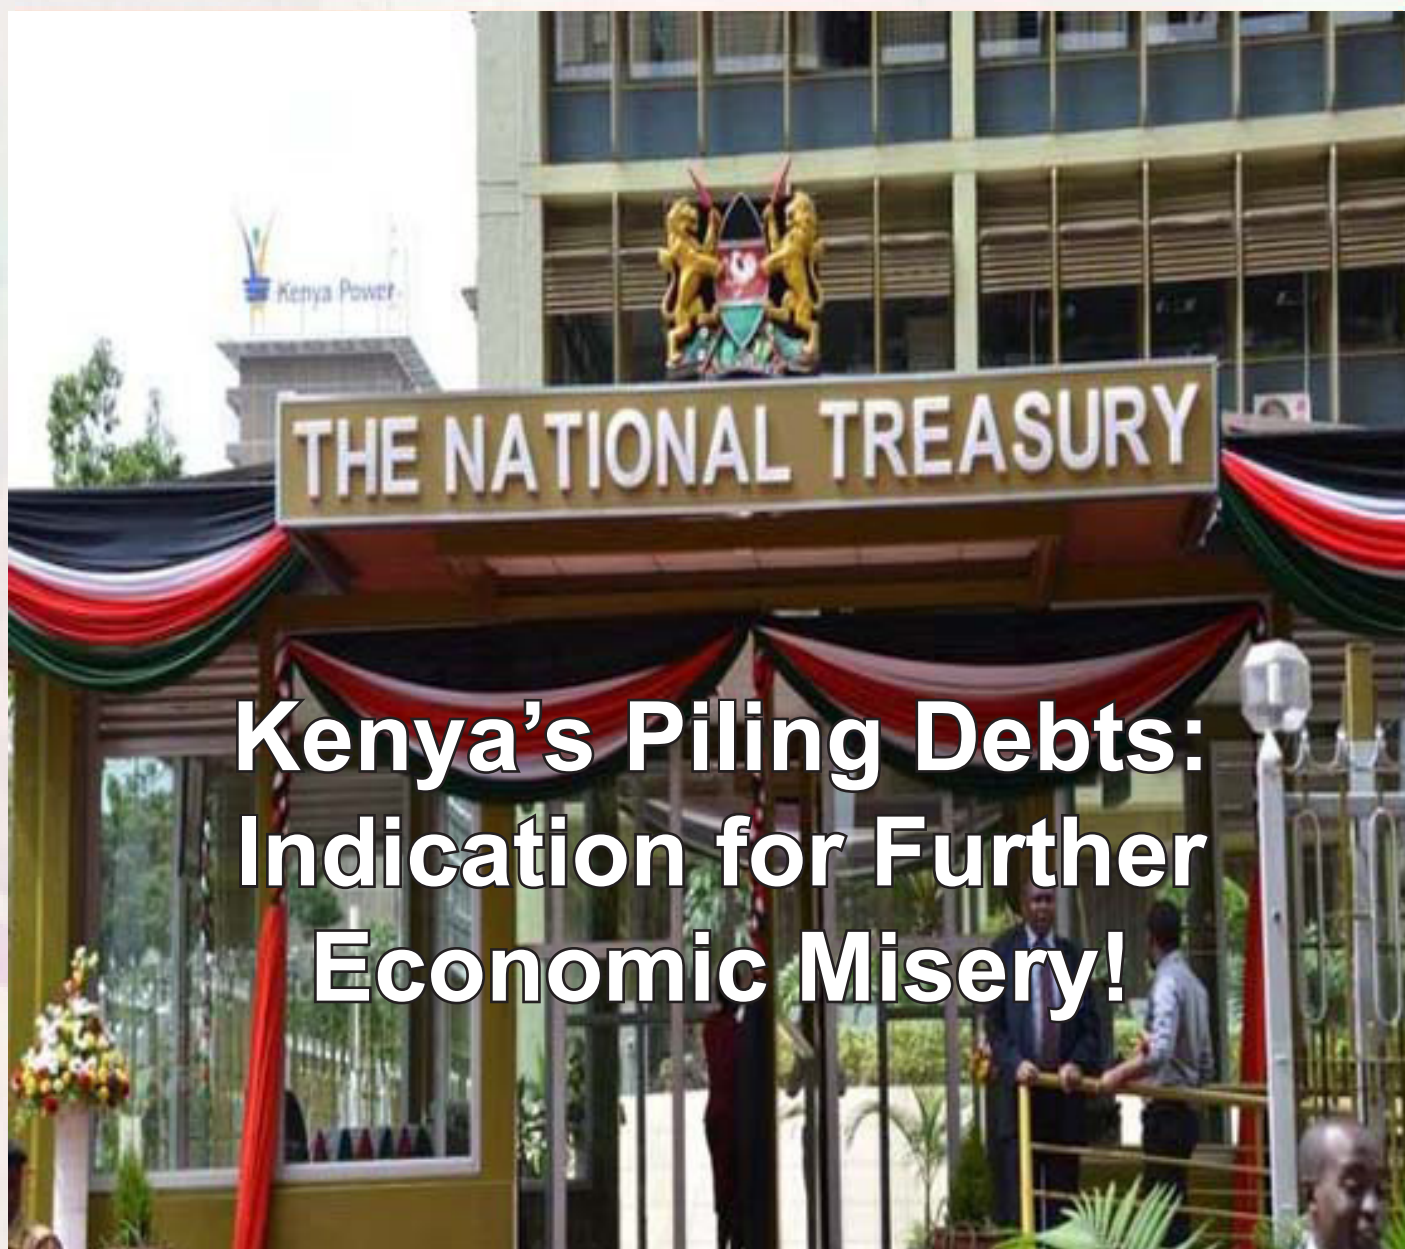 Kenya Power
THE NATIONAL TREASURY
Kenya’s Piling Debts:
Indication for Further
Economic Misery!